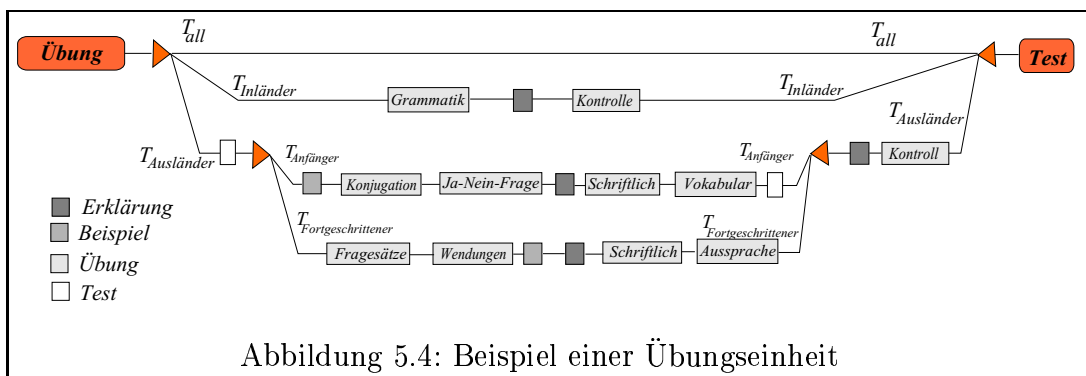 T_all T_all
Übung Test
T_Inländer T_Inländer
Grammatik Kontrolle
T_Ausländer
T_Ausländer T_Anfänger T_Anfänger Kontroll
Konjugation Ja-Nein-Frage Schriftlich Vokabular
Erklärung
T_Fortgeschrittener T_Fortgeschrittener
Beispiel
Fragesätze Wendungen Schriftlich Aussprache
Übung
Test
Abbildung 5.4: Beispiel einer Übungseinheit